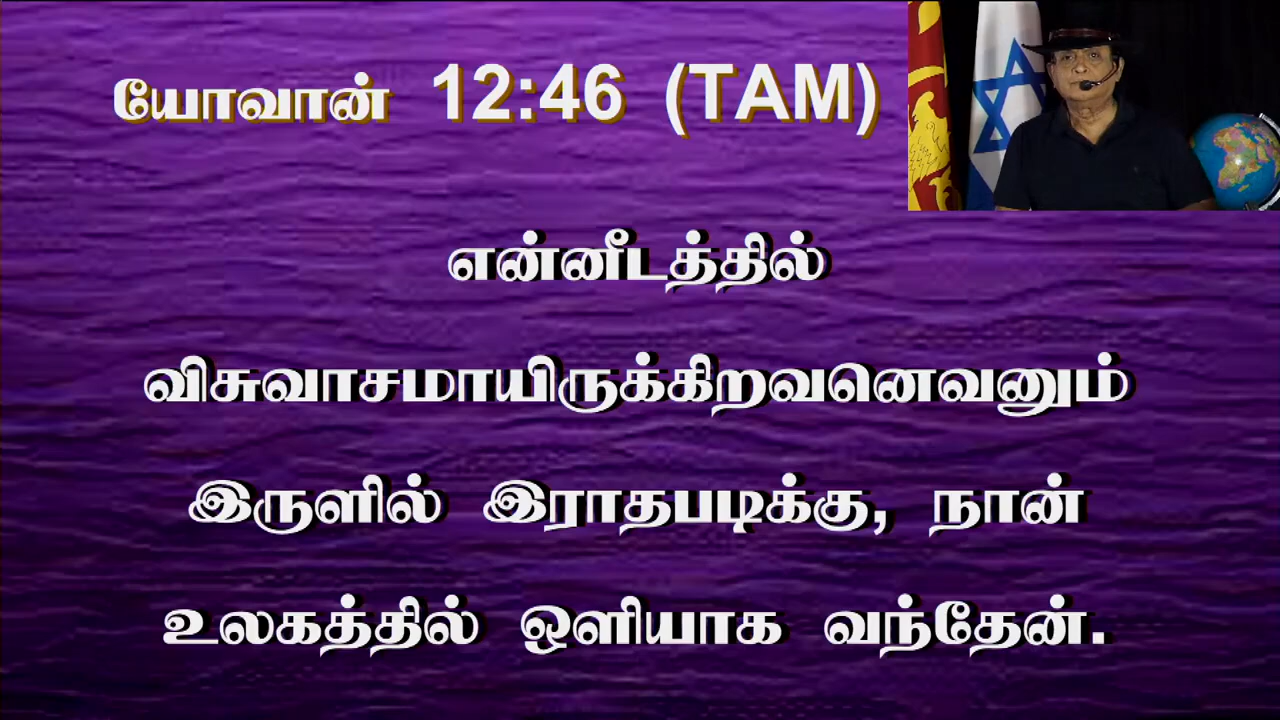 யோவான் 12:46 (TAM)
என்னீடத்தில்
விசுவாசமாயிருக்கிறவனெவனும்
இருளில் இராதபடிக்கு, நான்
உலகத்தில் ஒளியாக வந்தேன்.